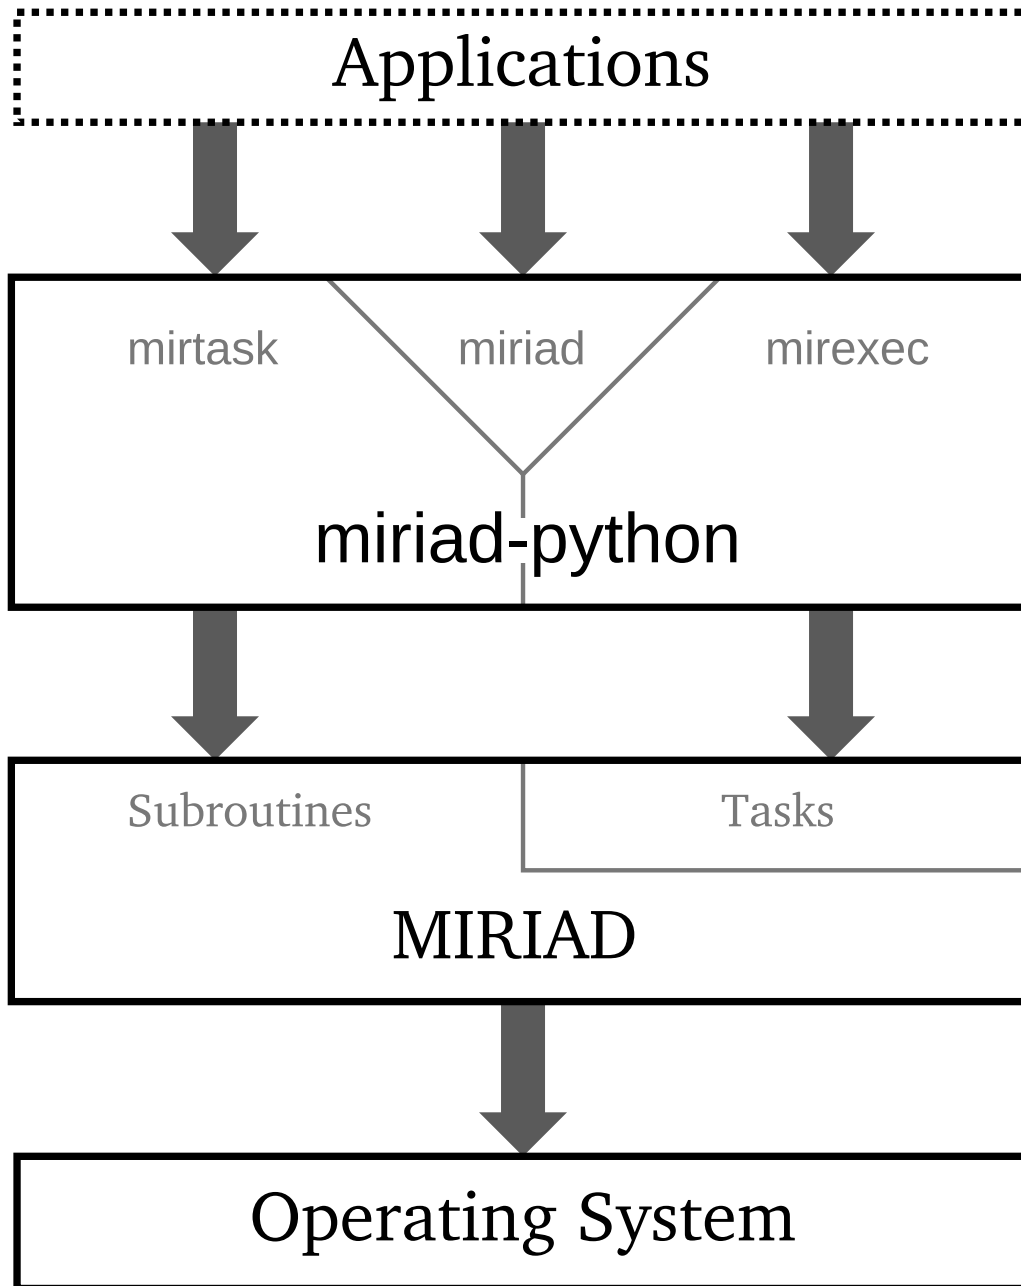 Applications
mirtask miriad mirexec
miriad-python
Subroutines Tasks
MIRIAD
Operating System